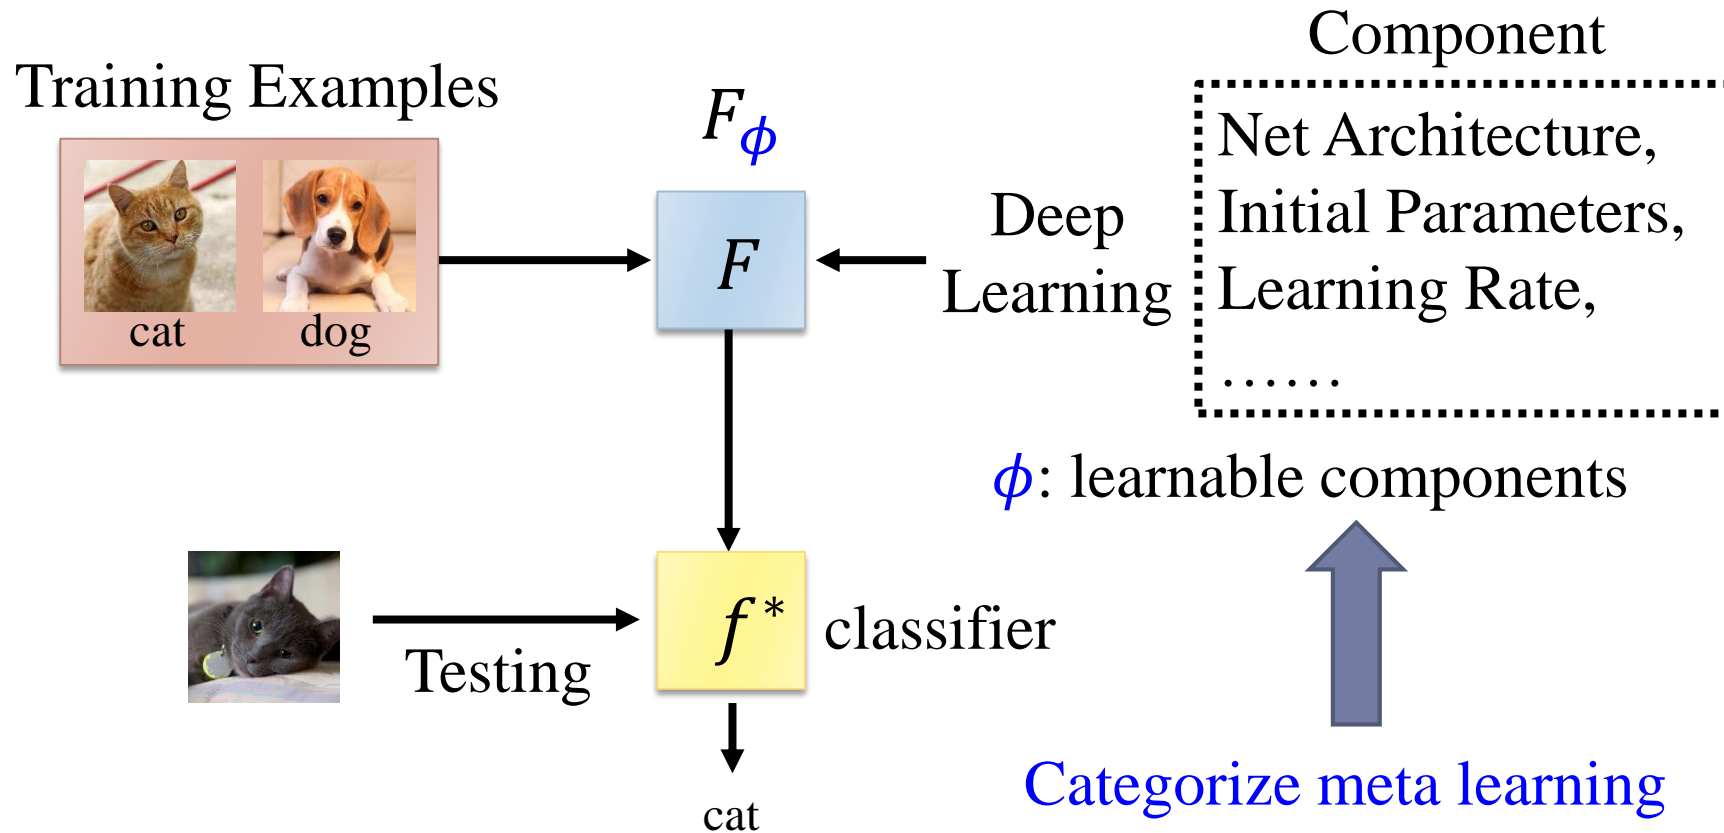 Component
Training Examples
cat
dog
𝐹𝜙
𝐹
Deep
Learning
Net Architecture,
Initial Parameters,
Learning Rate,
……
𝜙: learnable components
Testing
𝑓*
classifier
cat
Categorize meta learning